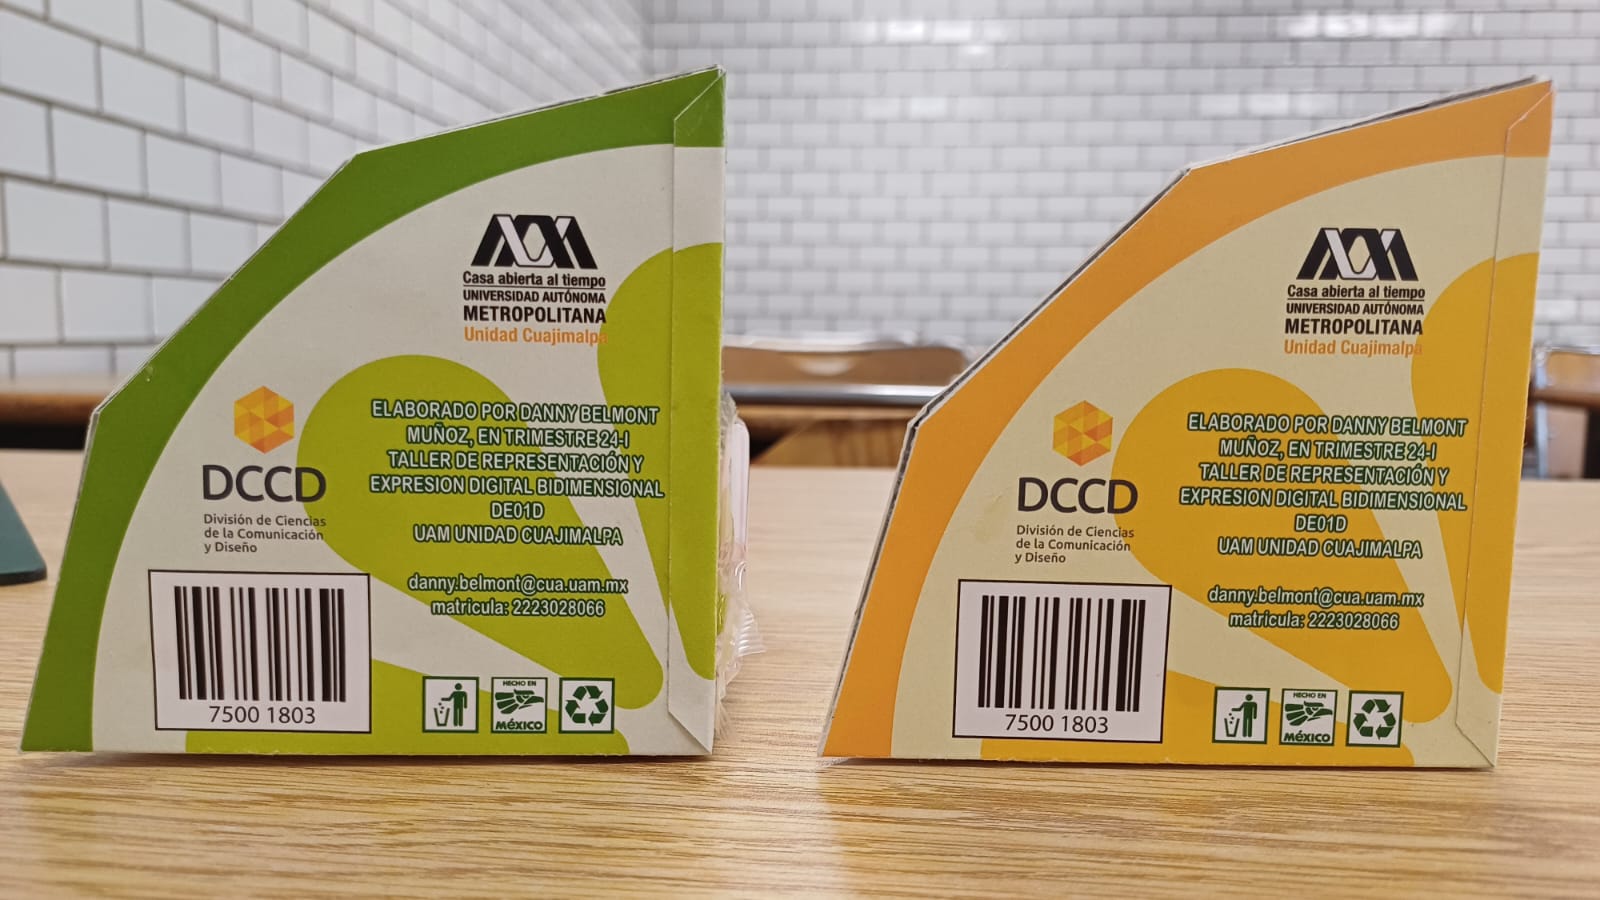 Casa abierta al tiempo
UNIVERSIDAD AUTÓNOMA
METROPOLITANA
Unidad Cuajimalpa
ELABORADO POR DANNY BELMONT
MUÑOZ, EN TRIMESTRE 24-I
TALLER DE REPRESENTACIÓN Y
EXPRESION DIGITAL BIDIMENSIONAL
DE01D
UAM UNIDAD CUAJIMALPA
danny.belmont@cua.uam.mx
matricula: 2223028066
DCCD
División de Ciencias
de la Comunicación
y Diseño
7500 1803
HECHO EN
MÉXICO
Casa abierta al tiempo
UNIVERSIDAD AUTÓNOMA
METROPOLITANA
Unidad Cuajimalpa
ELABORADO POR DANNY BELMONT
MUÑOZ, EN TRIMESTRE 24-I
TALLER DE REPRESENTACIÓN Y
EXPRESION DIGITAL BIDIMENSIONAL
DE01D
UAM UNIDAD CUAJIMALPA
danny.belmont@cua.uam.mx
matricula: 2223028066
DCCD
División de Ciencias
de la Comunicación
y Diseño
7500 1803
HECHO EN
MÉXICO